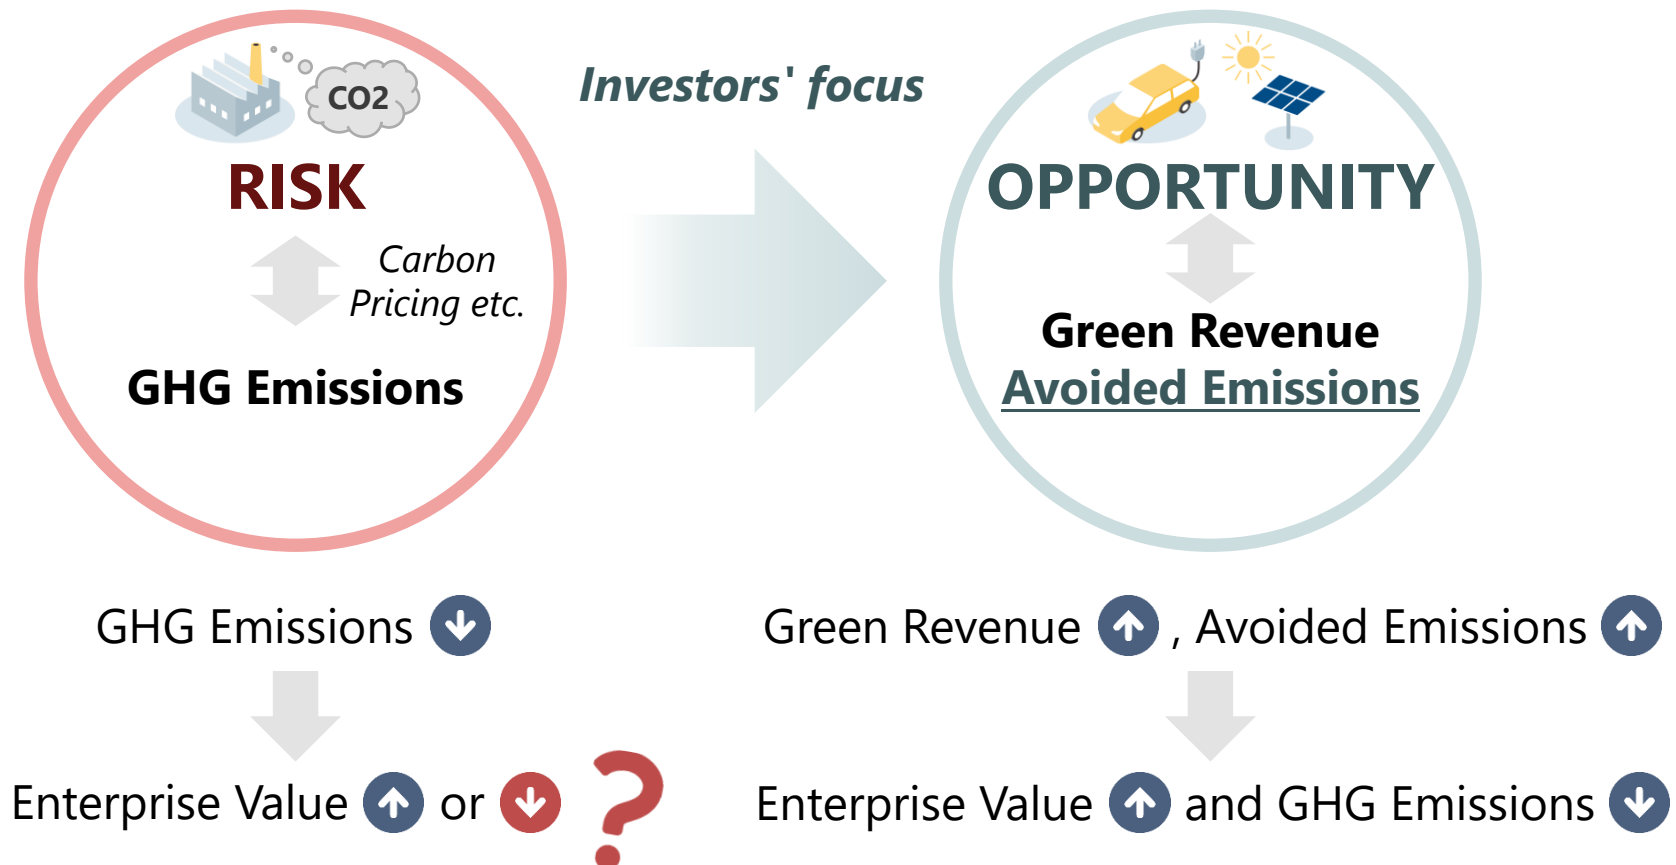 CO2
RISK
Carbon
Pricing etc.
GHG Emissions
Investors' focus
OPPORTUNITY
Green Revenue
Avoided Emissions
GHG Emissions
Enterprise Value or ?
Green Revenue , Avoided Emissions
Enterprise Value and GHG Emissions